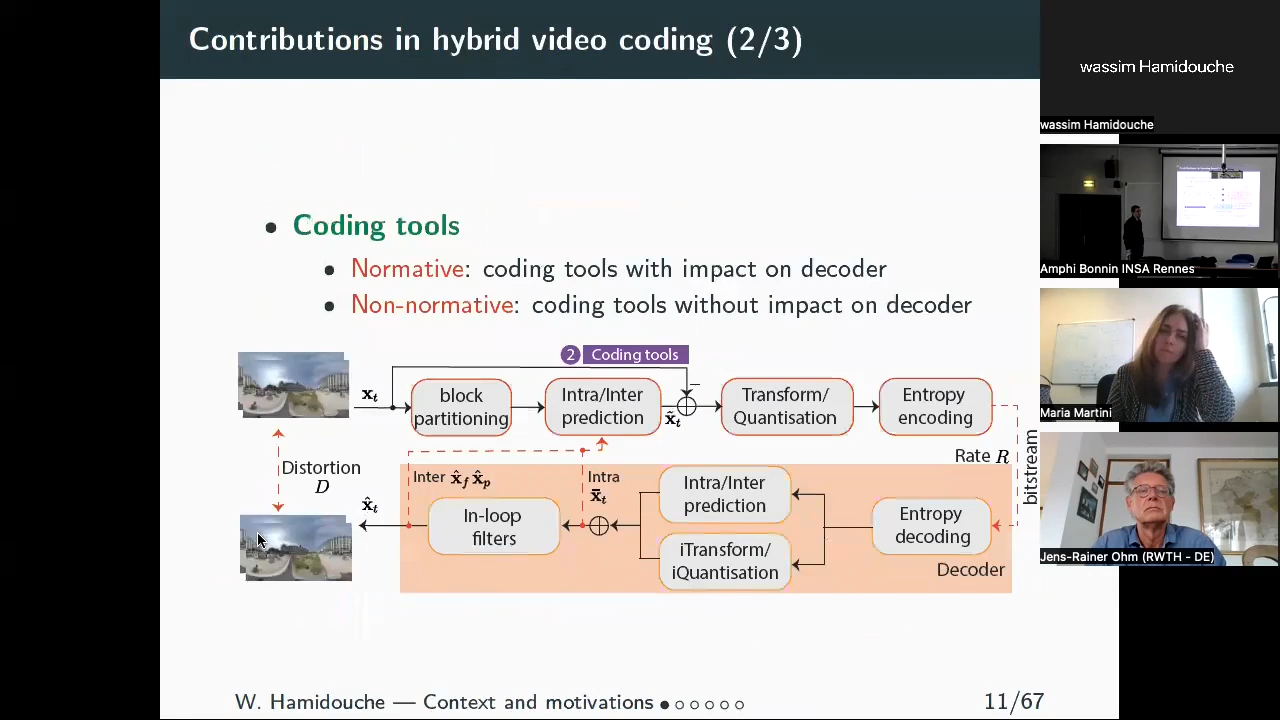 Contributions in hybrid video coding (2/3)
• Coding tools
• Normative: coding tools with impact on decoder
• Non-normative: coding tools without impact on decoder
2 Coding tools
x_t
block
partitioning
Intra/Inter
prediction
−
x̃_t
Transform/
Quantisation
Entropy
encoding
Rate R
bitstream
Distortion
D
Inter x̂_f x̂_p
Intra
x̄_t
x̂_t
In-loop
filters
Intra/Inter
prediction
iTransform/
iQuantisation
Entropy
decoding
Decoder
W. Hamidouche — Context and motivations
11/67
wassim Hamidouche
wassim Hamidouche
Amphi Bonnin INSA Rennes
Maria Martini
Jens-Rainer Ohm (RWTH - DE)